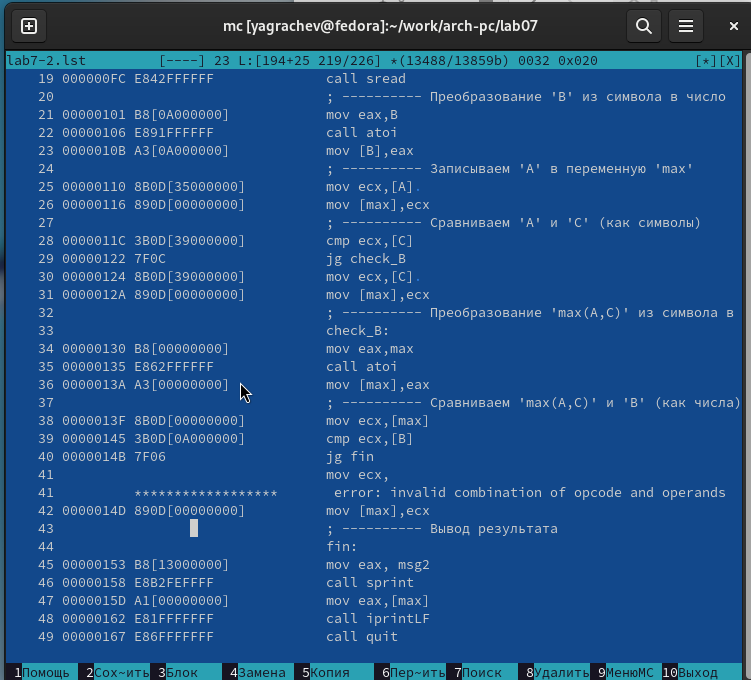 mc [yagrachev@fedora]:~/work/arch-pc/lab07
lab7-2.lst [----] 23 L:[194+25 219/226] *(13488/13859b) 0032 0x020 [*][X]
19 000000FC E842FFFFFF call sread
20 ; ---------- Преобразование 'B' из символа в число
21 00000101 B8[0A000000] mov eax,B
22 00000106 E891FFFFFF call atoi
23 0000010B A3[0A000000] mov [B],eax
24 ; ---------- Записываем 'A' в переменную 'max'
25 00000110 8B0D[35000000] mov ecx,[A].
26 00000116 890D[00000000] mov [max],ecx
27 ; ---------- Сравниваем 'A' и 'C' (как символы)
28 0000011C 3B0D[39000000] cmp ecx,[C]
29 00000122 7F0C jg check_B
30 00000124 8B0D[39000000] mov ecx,[C].
31 0000012A 890D[00000000] mov [max],ecx
32 ; ---------- Преобразование 'max(A,C)' из символа в
33 check_B:
34 00000130 B8[00000000] mov eax,max
35 00000135 E862FFFFFF call atoi
36 0000013A A3[00000000] mov [max],eax
37 ; ---------- Сравниваем 'max(A,C)' и 'B' (как числа)
38 0000013F 8B0D[00000000] mov ecx,[max]
39 00000145 3B0D[0A000000] cmp ecx,[B]
40 0000014B 7F06 jg fin
41 mov ecx,
41 ****************** error: invalid combination of opcode and operands
42 0000014D 890D[00000000] mov [max],ecx
43 ; ---------- Вывод результата
44 fin:
45 00000153 B8[13000000] mov eax, msg2
46 00000158 E8B2FEFFFF call sprint
47 0000015D A1[00000000] mov eax,[max]
48 00000162 E81FFFFFFF call iprintLF
49 00000167 E86FFFFFFF call quit
1Помощь 2Сох~ить 3Блок 4Замена 5Копия 6Пер~ить 7Поиск 8Удалить 9МенюМС 10Выход